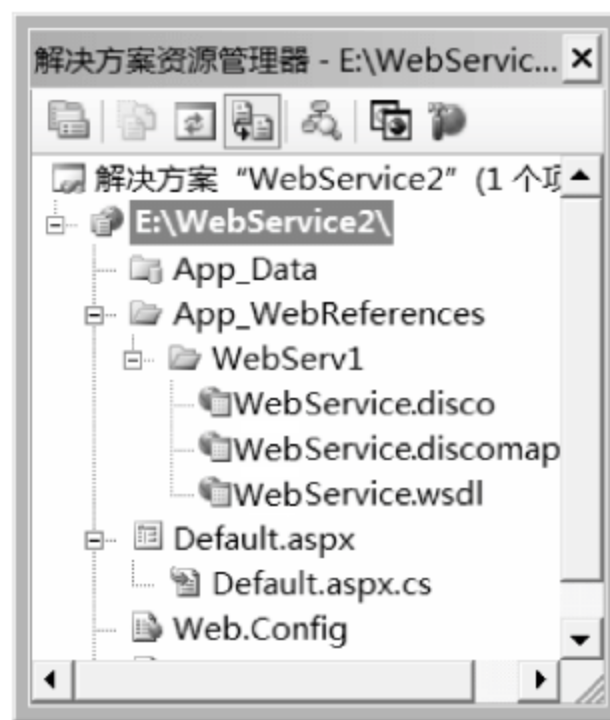 解决方案资源管理器 - E:\WebServic...
解决方案 "WebService2" (1 个项
E:\WebService2\
App_Data
App_WebReferences
WebServ1
WebService.disco
WebService.discomap
WebService.wsdl
Default.aspx
Default.aspx.cs
Web.Config